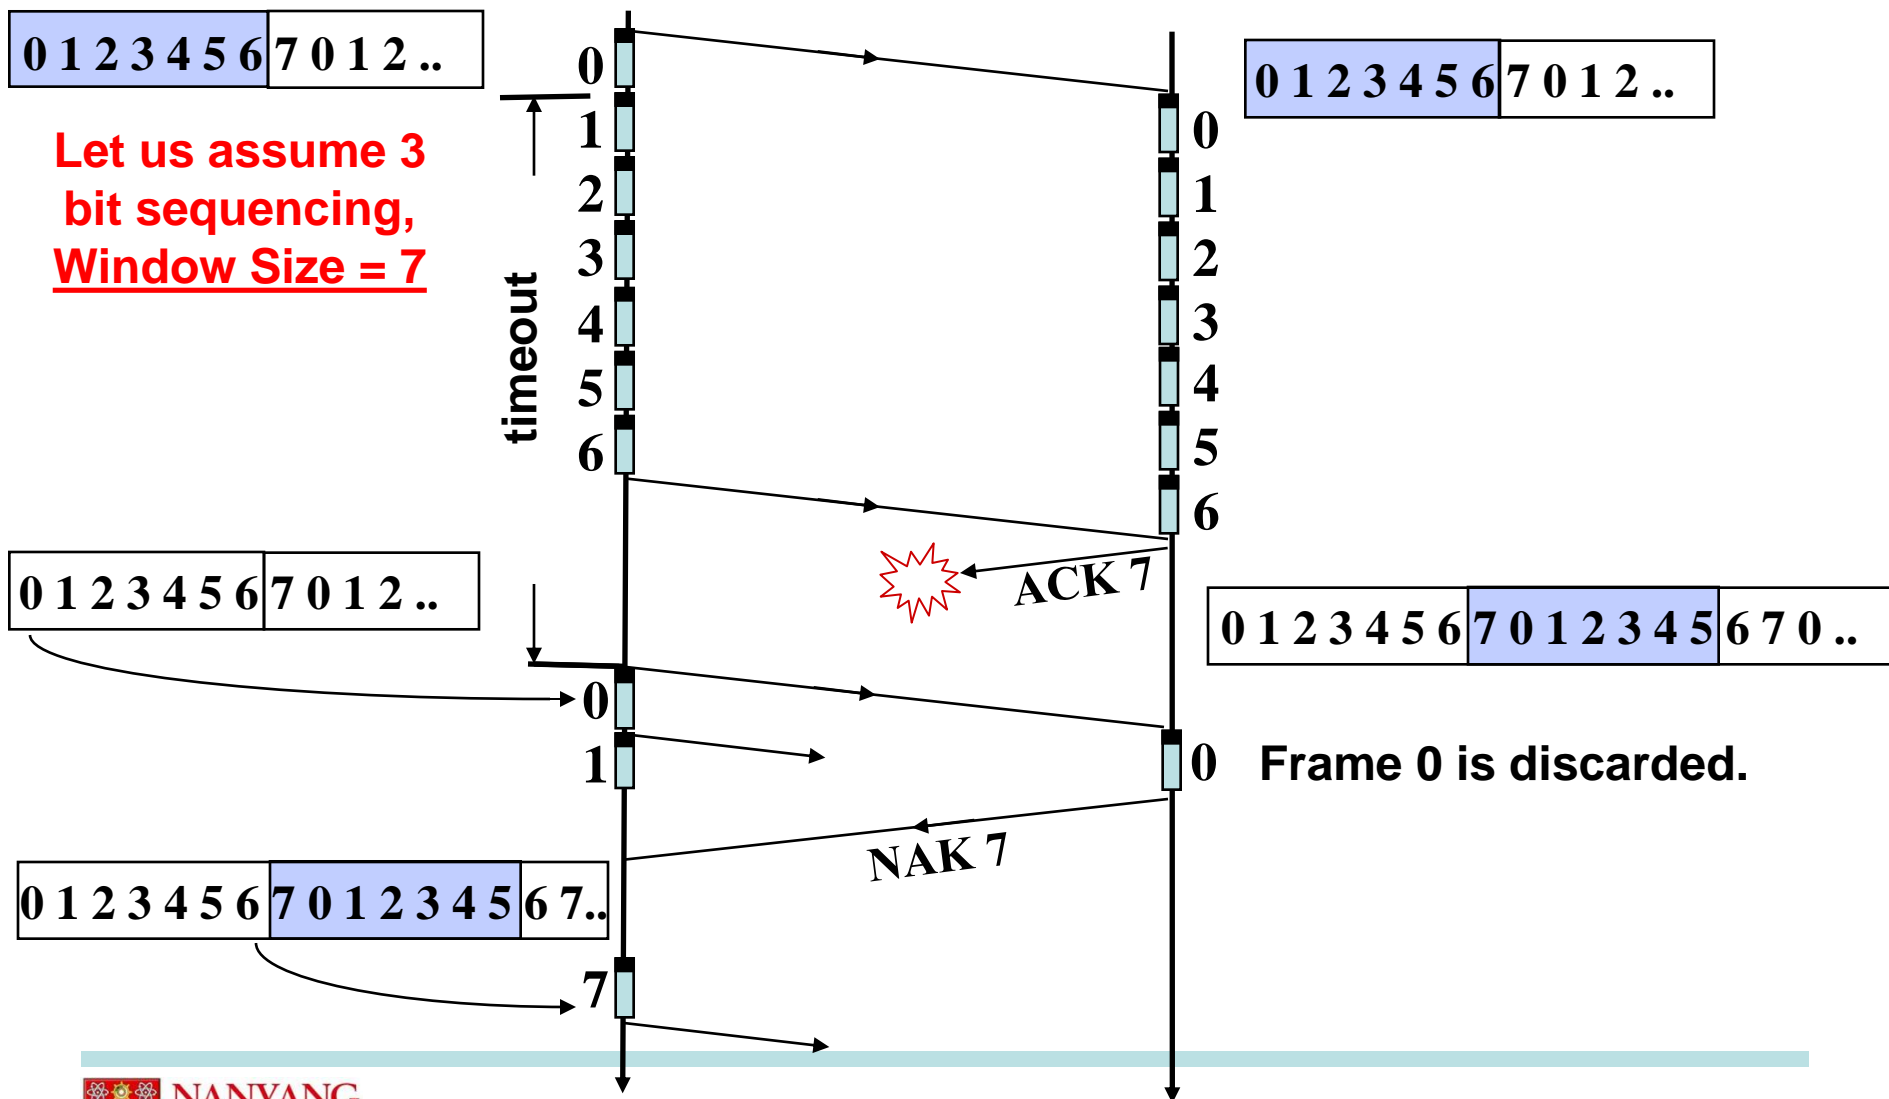 0 1 2 3 4 5 6 7 0 1 2 ..
Let us assume 3
bit sequencing,
Window Size = 7
timeout
0
1
2
3
4
5
6
0 1 2 3 4 5 6 7 0 1 2 ..
0
1
2
3
4
5
6
ACK 7
0 1 2 3 4 5 6 7 0 1 2 ..
0 1 2 3 4 5 6 7 0 1 2 3 4 5 6 7 0 ..
0
1
0
Frame 0 is discarded.
NAK 7
0 1 2 3 4 5 6 7 0 1 2 3 4 5 6 7..
7
NANYANG